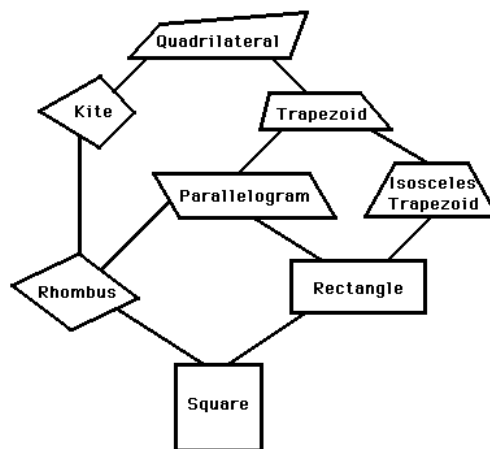 Quadrilateral
Kite
Trapezoid
Parallelogram
Isosceles
Trapezoid
Rhombus
Rectangle
Square